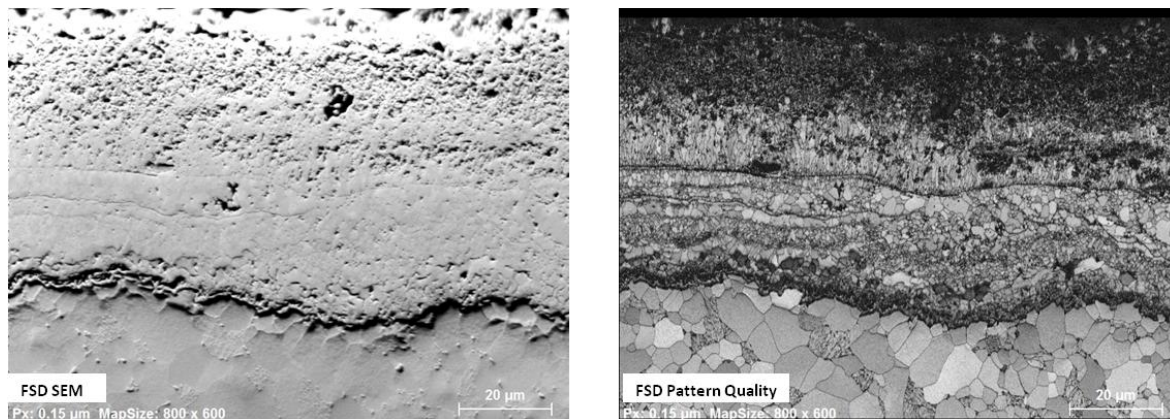 FSD SEM
20 μm
Px: 0.15 μm MapSize: 800 x 600
FSD Pattern Quality
20 μm
Px: 0.15 μm MapSize: 800 x 600